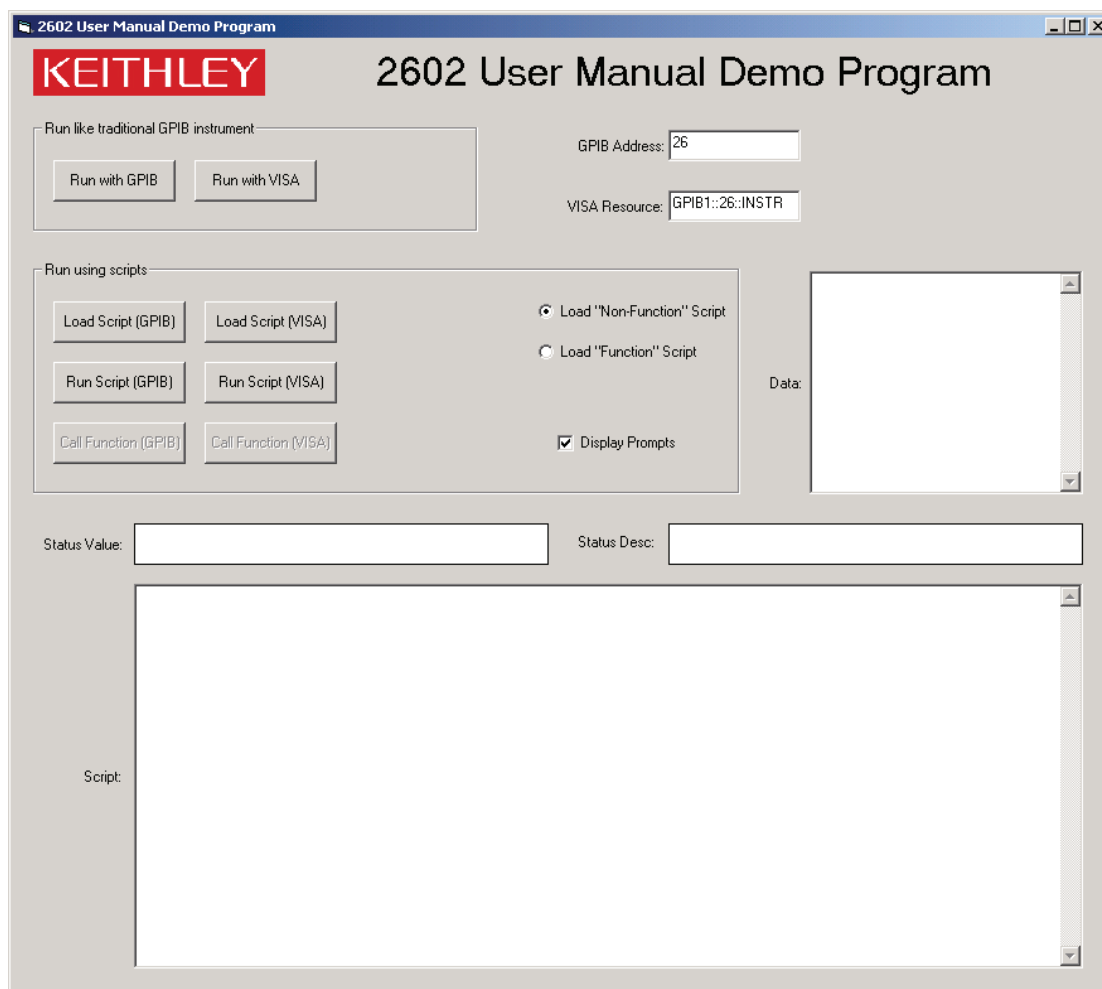 2602 User Manual Demo Program
KEITHLEY
2602 User Manual Demo Program
Run like traditional GPIB instrument
Run with GPIB
Run with VISA
GPIB Address:
26
VISA Resource:
GPIB1::26::INSTR
Run using scripts
Load Script (GPIB)
Load Script (VISA)
Load "Non-Function" Script
Load "Function" Script
Run Script (GPIB)
Run Script (VISA)
Data:
Call Function (GPIB)
Call Function (VISA)
Display Prompts
Status Value:
Status Desc:
Script: